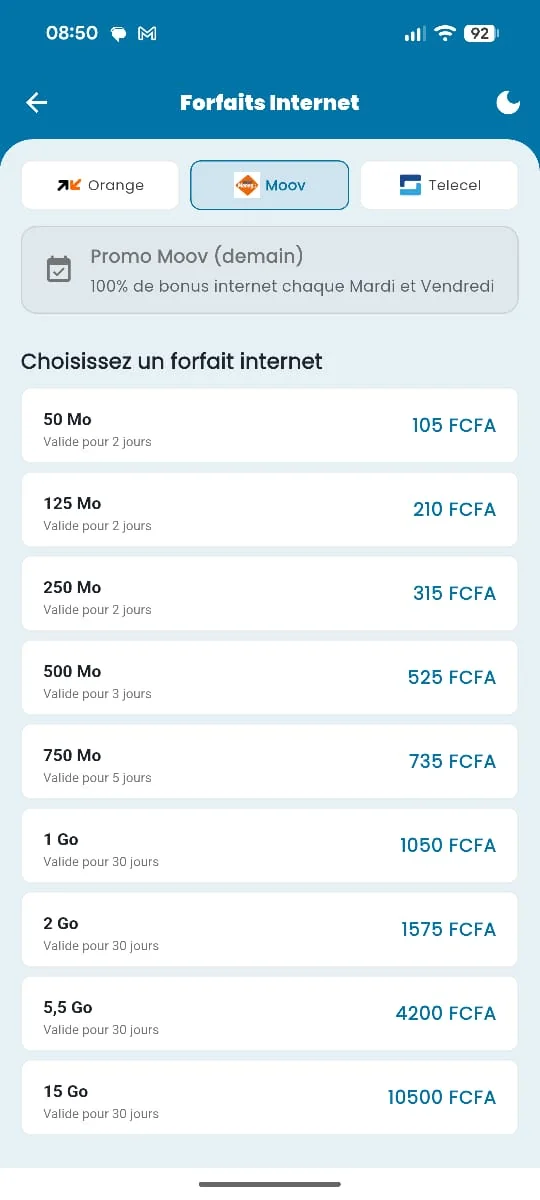 08:50
92
Forfaits Internet
Orange
Moov
Telecel
Promo Moov (demain)
100% de bonus internet chaque Mardi et Vendredi
Choisissez un forfait internet
50 Mo
105 FCFA
Valide pour 2 jours
125 Mo
210 FCFA
Valide pour 2 jours
250 Mo
315 FCFA
Valide pour 2 jours
500 Mo
525 FCFA
Valide pour 3 jours
750 Mo
735 FCFA
Valide pour 5 jours
1 Go
1050 FCFA
Valide pour 30 jours
2 Go
1575 FCFA
Valide pour 30 jours
5,5 Go
4200 FCFA
Valide pour 30 jours
15 Go
10500 FCFA
Valide pour 30 jours